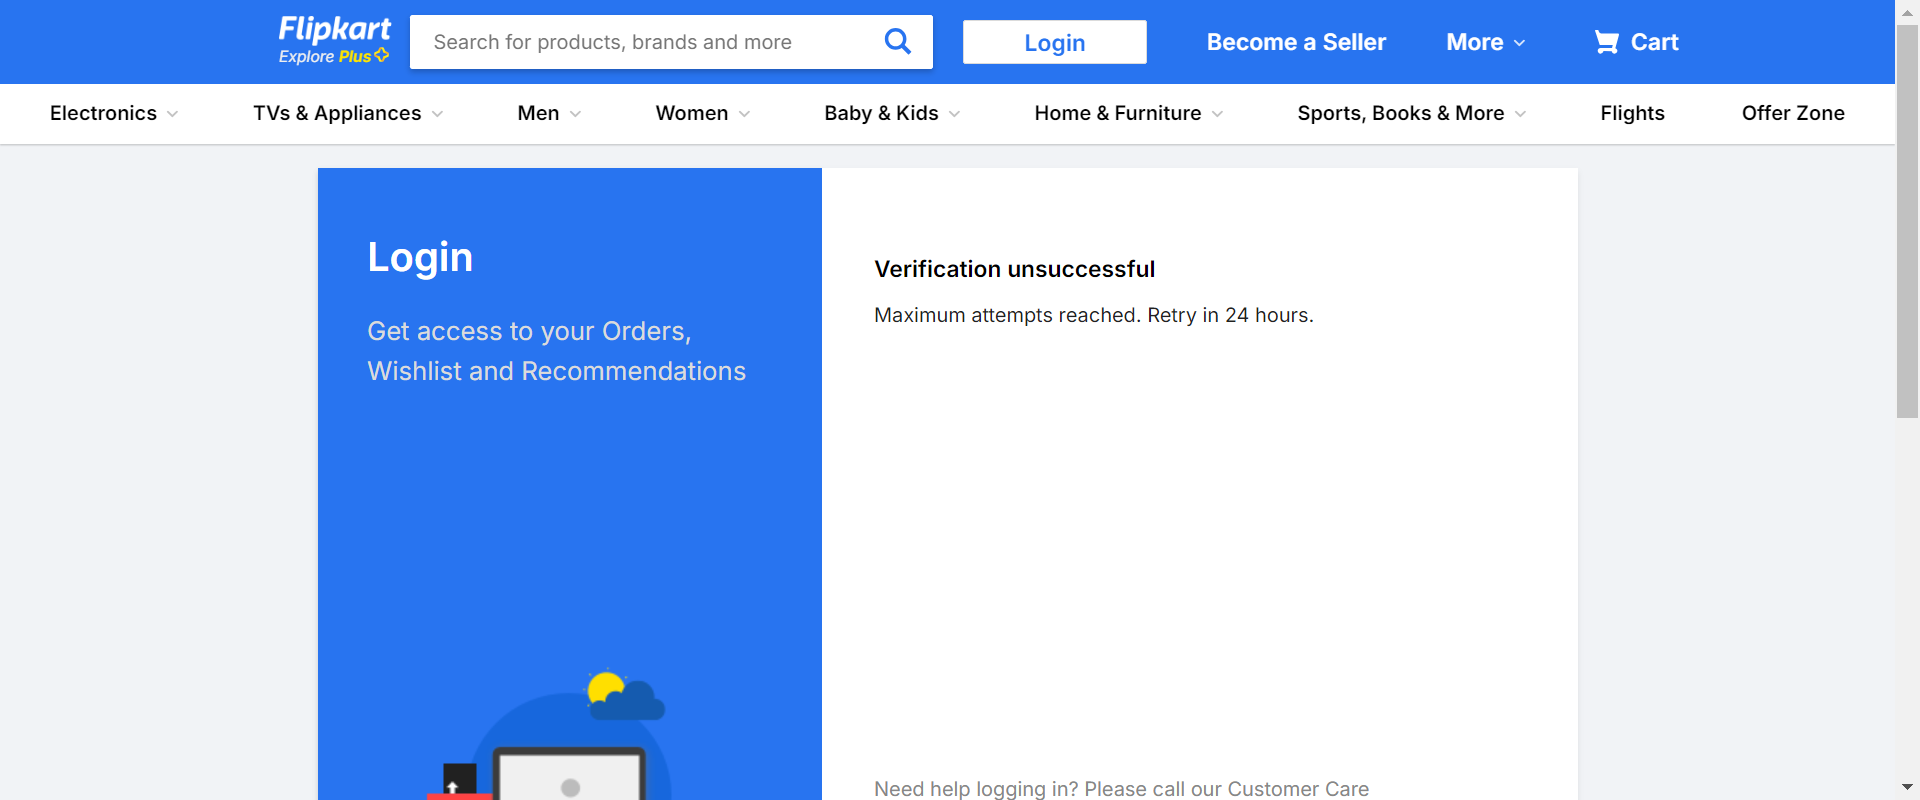 Flipkart
Explore Plus
Search for products, brands and more
Login
Become a Seller
More
Cart
Electronics
TVs & Appliances
Men
Women
Baby & Kids
Home & Furniture
Sports, Books & More
Flights
Offer Zone
Login
Get access to your Orders,
Wishlist and Recommendations
Verification unsuccessful
Maximum attempts reached. Retry in 24 hours.
Need help logging in? Please call our Customer Care